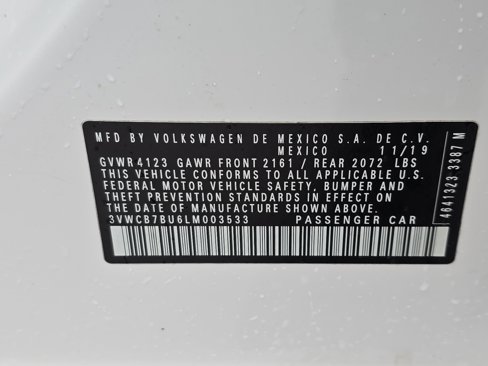 MFD BY VOLKSWAGEN DE MEXICO S.A. DE C.V.
MEXICO 11/19
GVWR 4123 GAWR FRONT 2161 / REAR 2072 LBS
THIS VEHICLE CONFORMS TO ALL APPLICABLE U.S.
FEDERAL MOTOR VEHICLE SAFETY, BUMPER AND
THEFT PREVENTION STANDARDS IN EFFECT ON
THE DATE OF MANUFACTURE SHOWN ABOVE.
3VWCB7BU6LM003533 PASSENGER CAR
4641323 3387 M